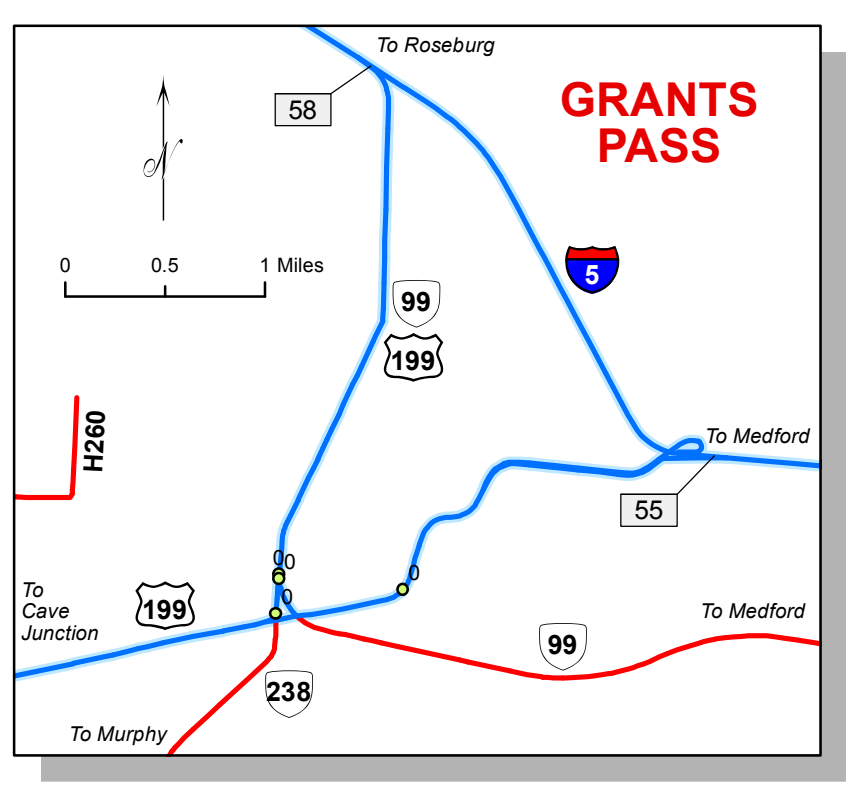 To Roseburg
58
GRANTS
PASS
N
0 0.5 1 Miles
5
99
199
H260
To Medford
55
0
0
0
0
To
Cave
Junction
199
To Medford
99
238
To Murphy